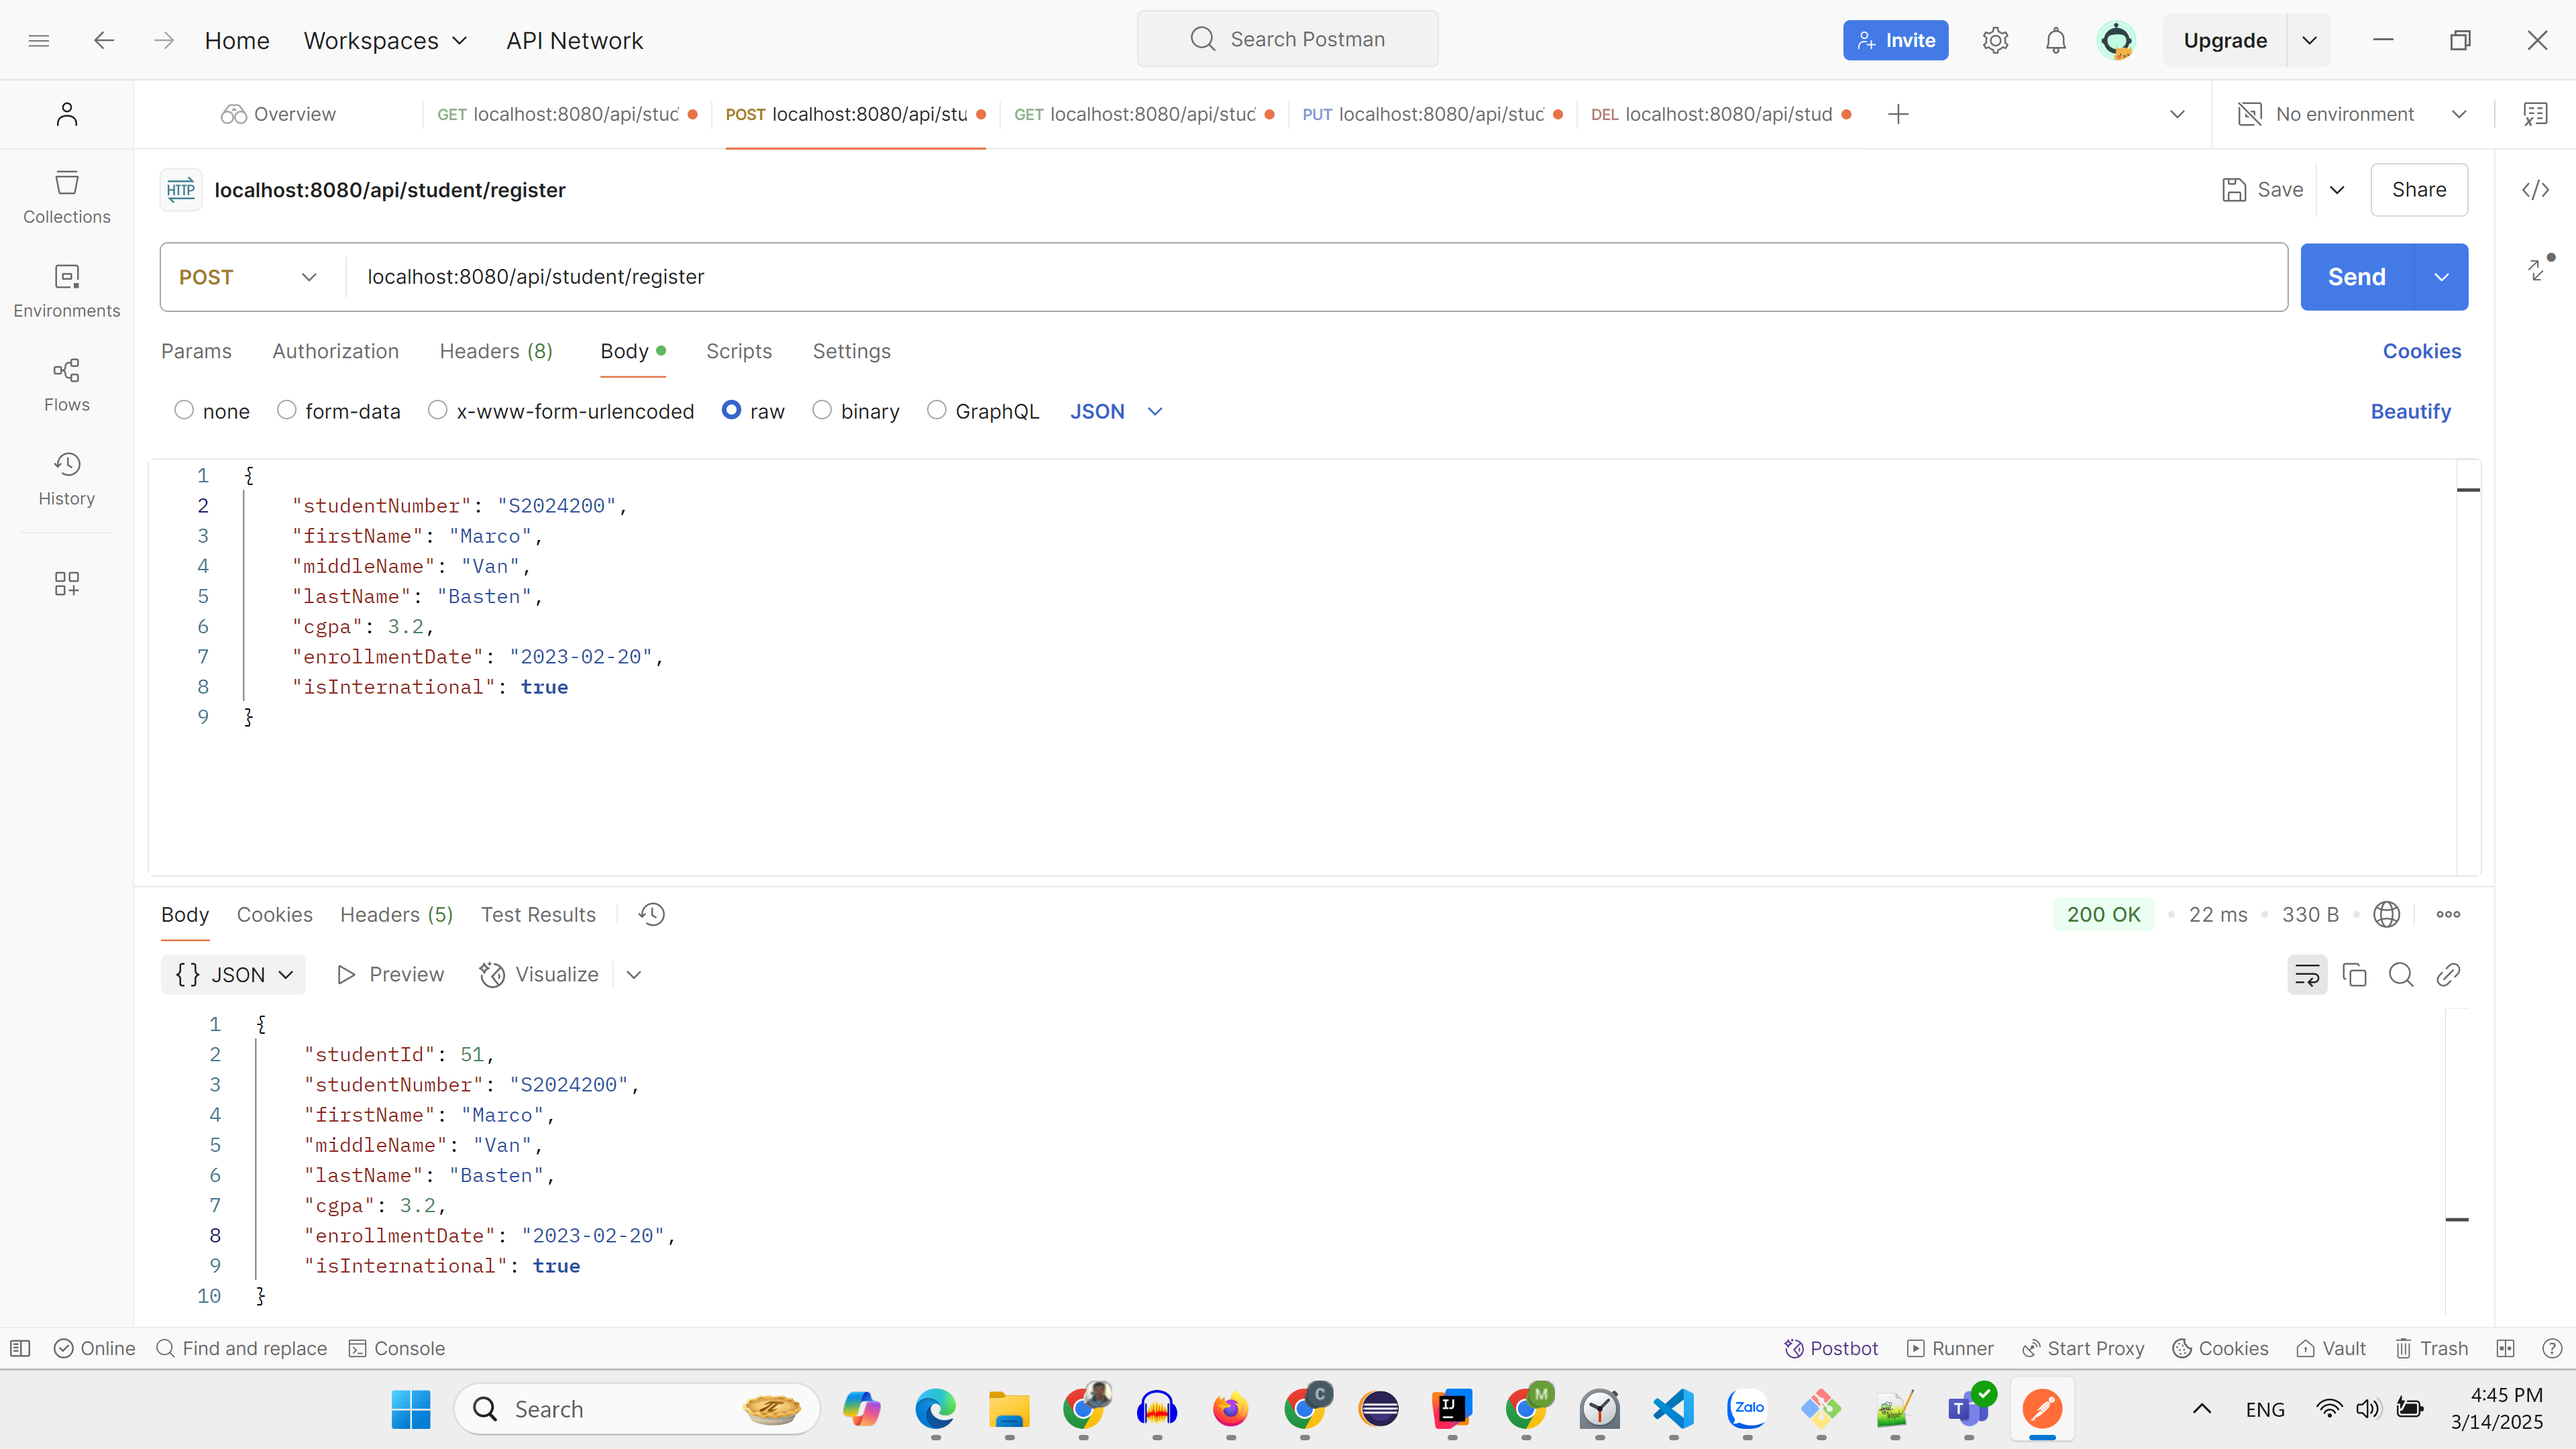 Home Workspaces API Network Search Postman Invite Upgrade
Overview GET localhost:8080/api/stud POST localhost:8080/api/stu GET localhost:8080/api/stud PUT localhost:8080/api/stud DEL localhost:8080/api/stud No environment
HTTP localhost:8080/api/student/register Save Share
Collections
POST localhost:8080/api/student/register Send
Environments
Params Authorization Headers (8) Body Scripts Settings Cookies
Flows
none form-data x-www-form-urlencoded raw binary GraphQL JSON Beautify
History
1 {
2 "studentNumber": "S2024200",
3 "firstName": "Marco",
4 "middleName": "Van",
5 "lastName": "Basten",
6 "cgpa": 3.2,
7 "enrollmentDate": "2023-02-20",
8 "isInternational": true
9 }
Body Cookies Headers (5) Test Results 200 OK 22 ms 330 B
{} JSON Preview Visualize
1 {
2 "studentId": 51,
3 "studentNumber": "S2024200",
4 "firstName": "Marco",
5 "middleName": "Van",
6 "lastName": "Basten",
7 "cgpa": 3.2,
8 "enrollmentDate": "2023-02-20",
9 "isInternational": true
10 }
Online Find and replace Console Postbot Runner Start Proxy Cookies Vault Trash
Search C IJ M Zalo T ENG 4:45 PM
3/14/2025